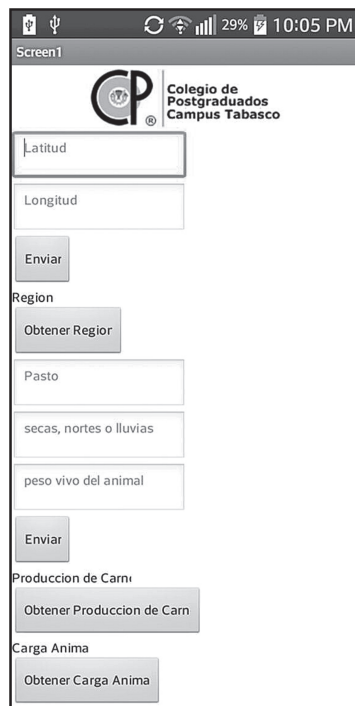 29% 10:05 PM
Screen1
CP ®
Colegio de
Postgraduados
Campus Tabasco
Latitud
Longitud
Enviar
Region
Obtener Regior
Pasto
secas, nortes o lluvias
peso vivo del animal
Enviar
Produccion de Carn
Obtener Produccion de Carn
Carga Anima
Obtener Carga Anima